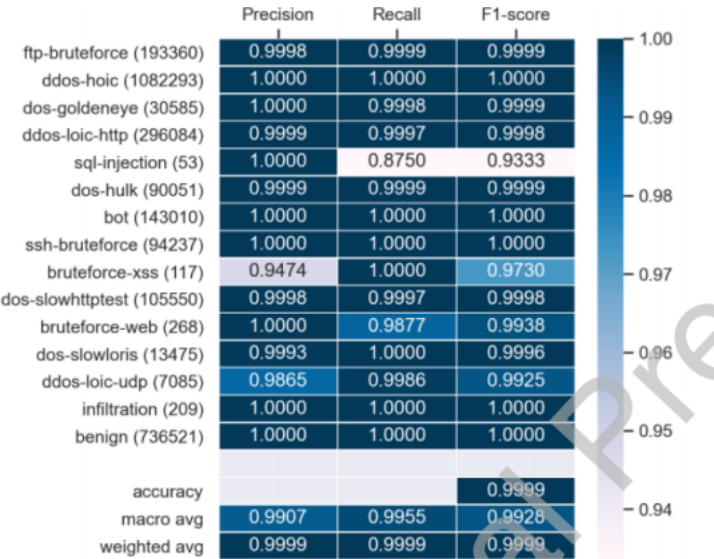 Precision Recall F1-score
ftp-bruteforce (193360) 0.9998 0.9999 0.9999 1.00
ddos-hoic (1082293) 1.0000 1.0000 1.0000
dos-goldeneye (30585) 1.0000 0.9998 0.9999 0.99
ddos-loic-http (296084) 0.9999 0.9997 0.9998
sql-injection (53) 1.0000 0.8750 0.9333
dos-hulk (90051) 0.9999 0.9999 0.9999 0.98
bot (143010) 1.0000 1.0000 1.0000
ssh-bruteforce (94237) 1.0000 1.0000 1.0000
bruteforce-xss (117) 0.9474 1.0000 0.9730 0.97
dos-slowhttptest (105550) 0.9998 0.9997 0.9998
bruteforce-web (268) 1.0000 0.9877 0.9938
dos-slowloris (13475) 0.9993 1.0000 0.9996 0.96
ddos-loic-udp (7085) 0.9865 0.9986 0.9925
infiltration (209) 1.0000 1.0000 1.0000
benign (736521) 1.0000 1.0000 1.0000 0.95
accuracy 0.9999
macro avg 0.9907 0.9955 0.9928 0.94
weighted avg 0.9999 0.9999 0.9999
al Pre